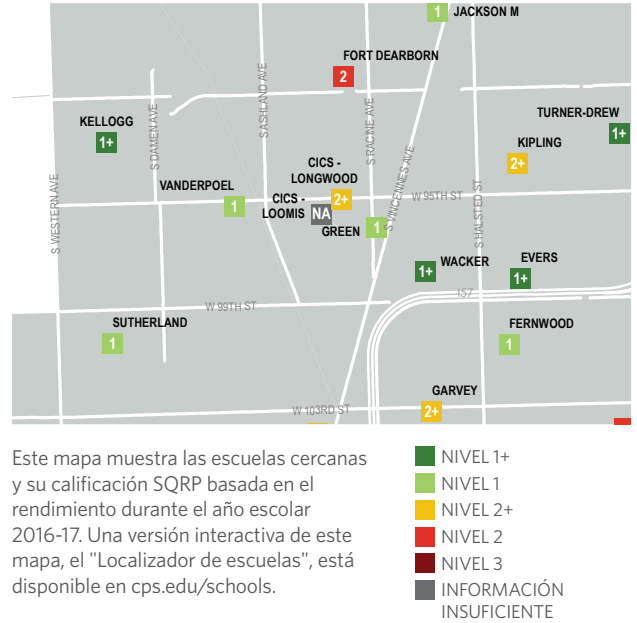 1 JACKSON M
FORT DEARBORN
2
TURNER-DREW
1+
KELLOGG
1+
S DAMEN AVE
S ASHLAND AVE
S RACINE AVE
KIPLING
2+
CICS -
LONGWOOD
2+
VANDERPOEL
1
CICS -
LOOMIS
NA
S VINCENNES AVE
W 95TH ST
S HALSTED ST
S WESTERN AVE
GREEN
1
WACKER
1+
EVERS
1+
I57
W 99TH ST
SUTHERLAND
1
FERNWOOD
1
GARVEY
2+
W 103RD ST
Este mapa muestra las escuelas cercanas
y su calificación SQRP basada en el
rendimiento durante el año escolar
2016-17. Una versión interactiva de este
mapa, el "Localizador de escuelas", está
disponible en cps.edu/schools.
NIVEL 1+
NIVEL 1
NIVEL 2+
NIVEL 2
NIVEL 3
INFORMACIÓN
INSUFICIENTE